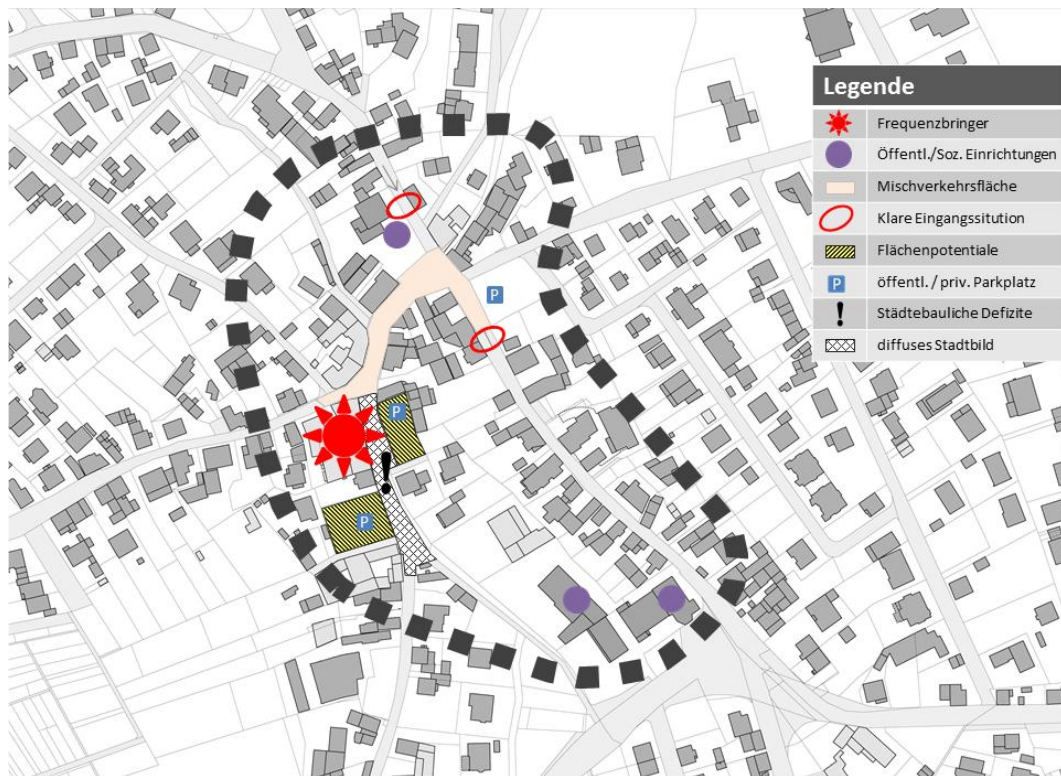 Legende
Frequenzbringer
Öffentl./Soz. Einrichtungen
Mischverkehrsfläche
Klare Eingangssitution
Flächenpotentiale
P öffentl. / priv. Parkplatz
! Städtebauliche Defizite
diffuses Stadtbild
P
P
!
P